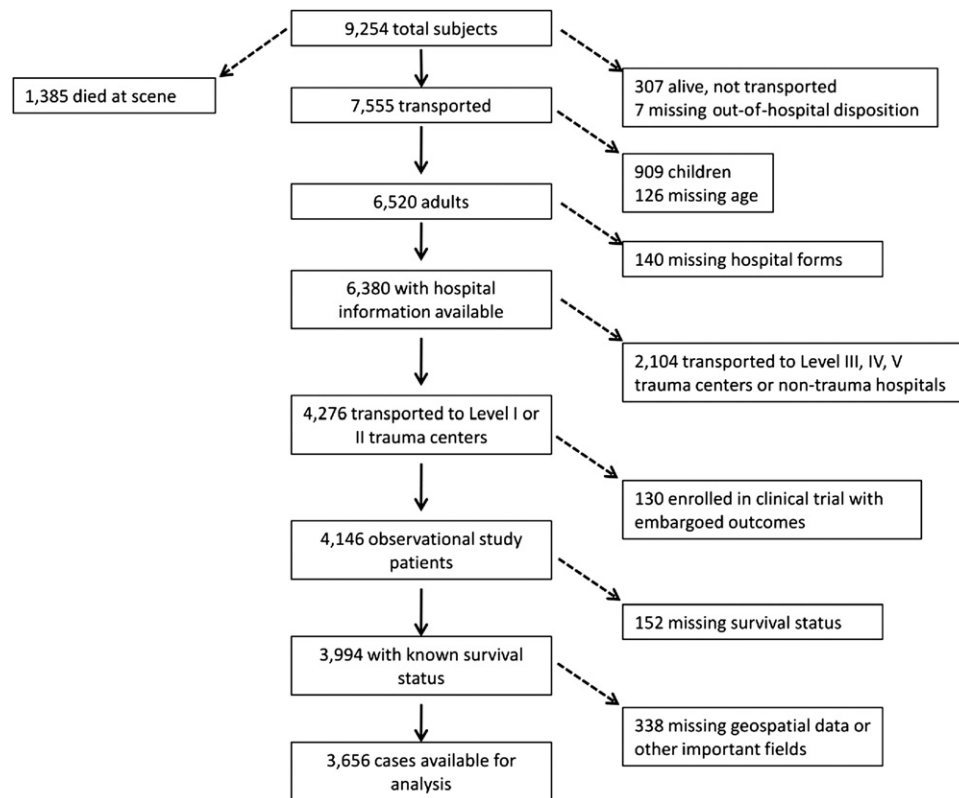 9,254 total subjects
1,385 died at scene
307 alive, not transported
7 missing out-of-hospital disposition
7,555 transported
909 children
126 missing age
6,520 adults
140 missing hospital forms
6,380 with hospital
information available
2,104 transported to Level III, IV, V
trauma centers or non-trauma hospitals
4,276 transported to Level I or
II trauma centers
130 enrolled in clinical trial with
embargoed outcomes
4,146 observational study
patients
152 missing survival status
3,994 with known survival
status
338 missing geospatial data or
other important fields
3,656 cases available for
analysis